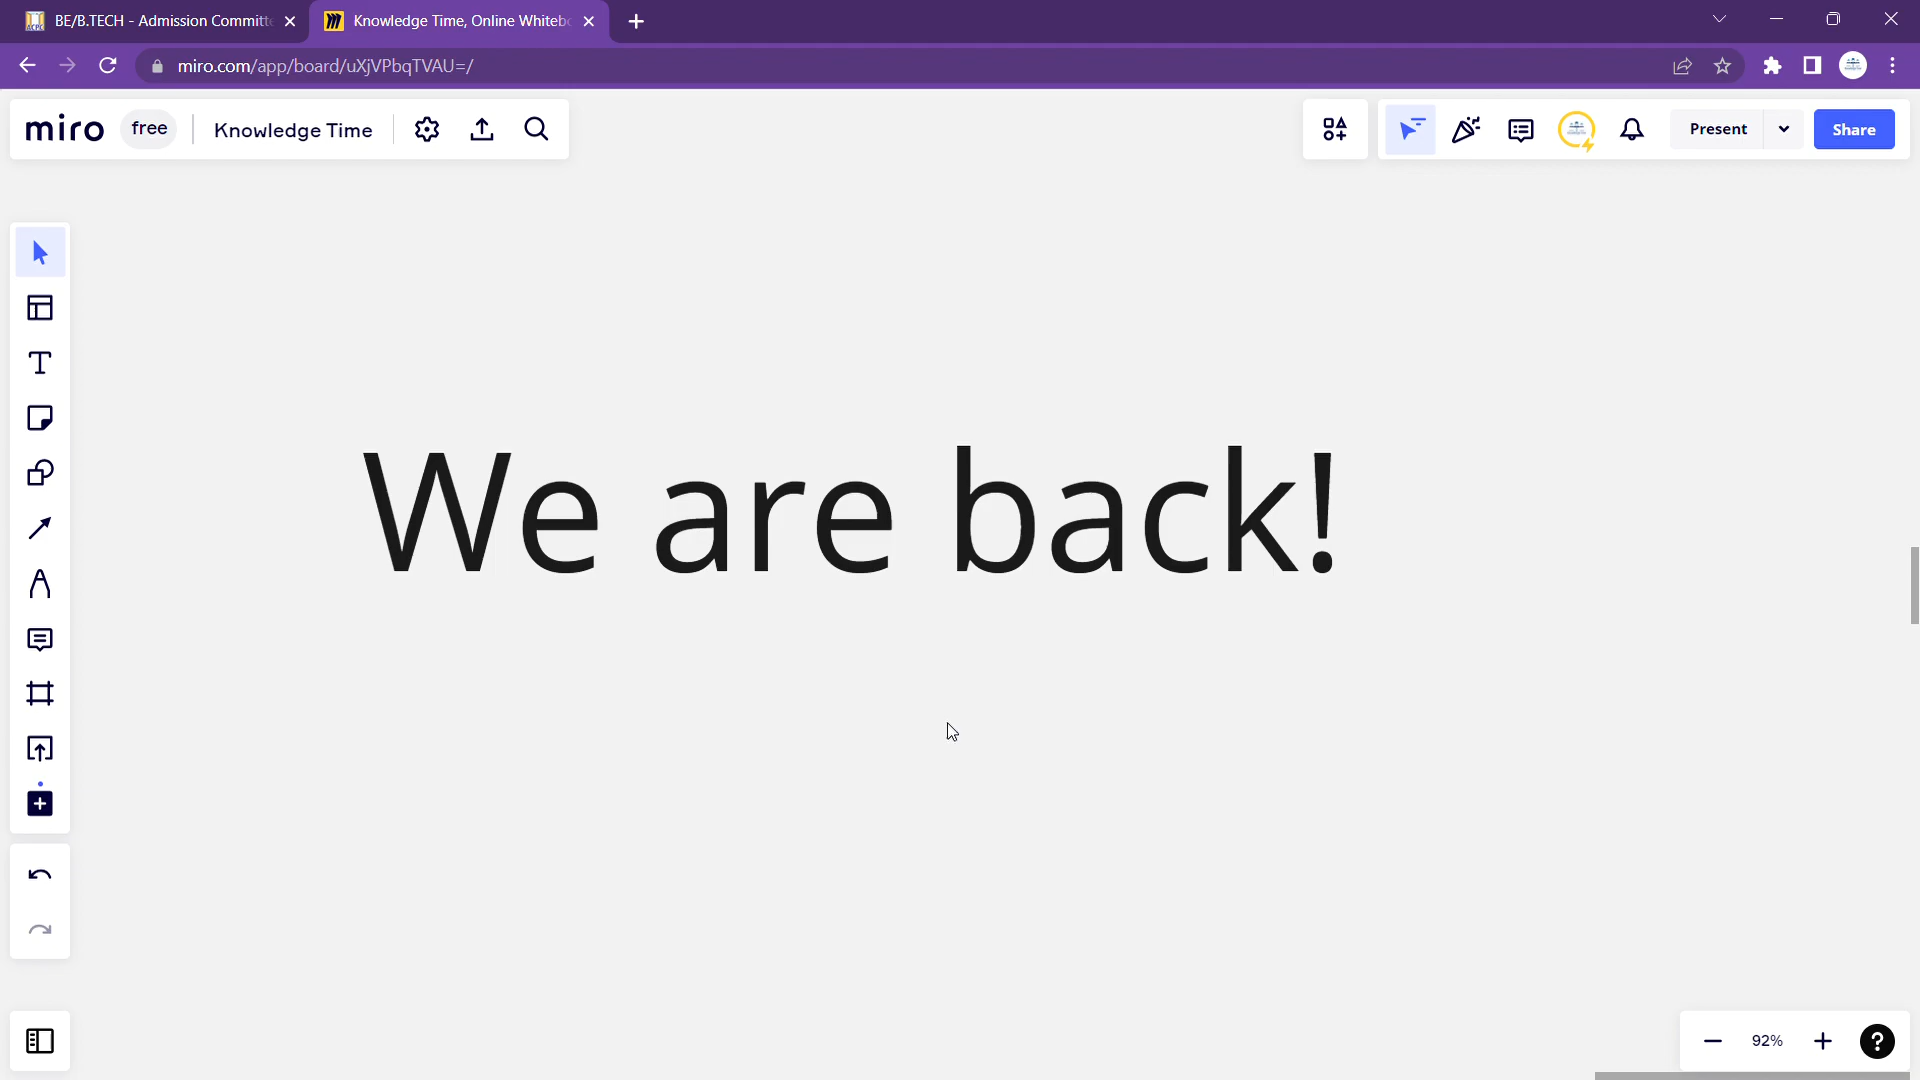 BE/B.TECH - Admission Committe
Knowledge Time, Online Whitebo
miro.com/app/board/uXjVPbqTVAU=/
miro free Knowledge Time
Present Share
We are back!
92%